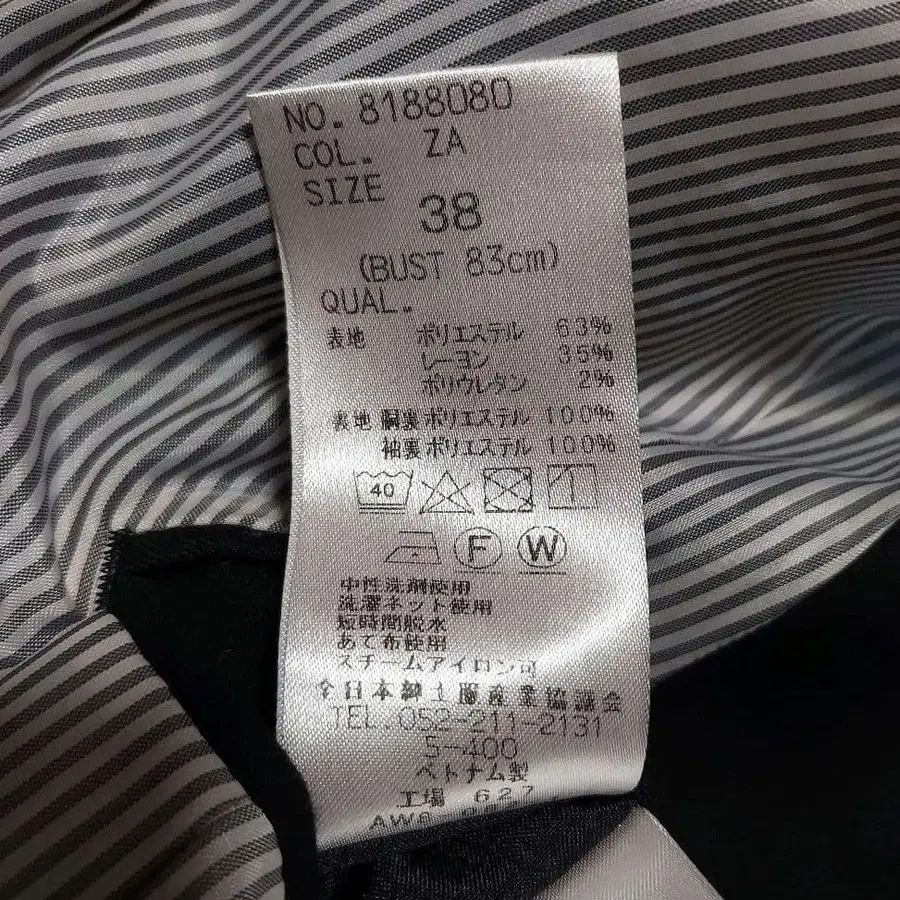 NO. 8188080
COL. ZA
SIZE
38
(BUST 83cm)
QUAL.
表地 ポリエステル 63%
レーヨン 35%
ポリウレタン 2%
表地 胴裏 ポリエステル 100%
袖裏 ポリエステル 100%
40
F W
中性洗剤使用
洗濯ネット使用
短時間脱水
あて布使用
スチームアイロン可
全日本紳士服産業協議会
TEL.052-211-2131
S-400
ベトナム製
工場 627